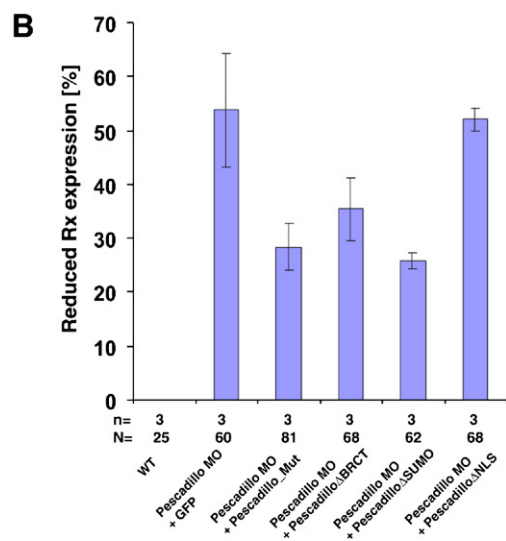 B
Reduced Rx expression [%]
70
60
50
40
30
20
10
0
n= 3 3 3 3 3 3
N= 25 60 81 68 62 68
WT
Pescadillo MO
+ GFP
Pescadillo MO
+ Pescadillo_Mut
Pescadillo MO
+ PescadilloΔBRCT
Pescadillo MO
+ PescadilloΔSUMO
Pescadillo MO
+ PescadilloΔNLS